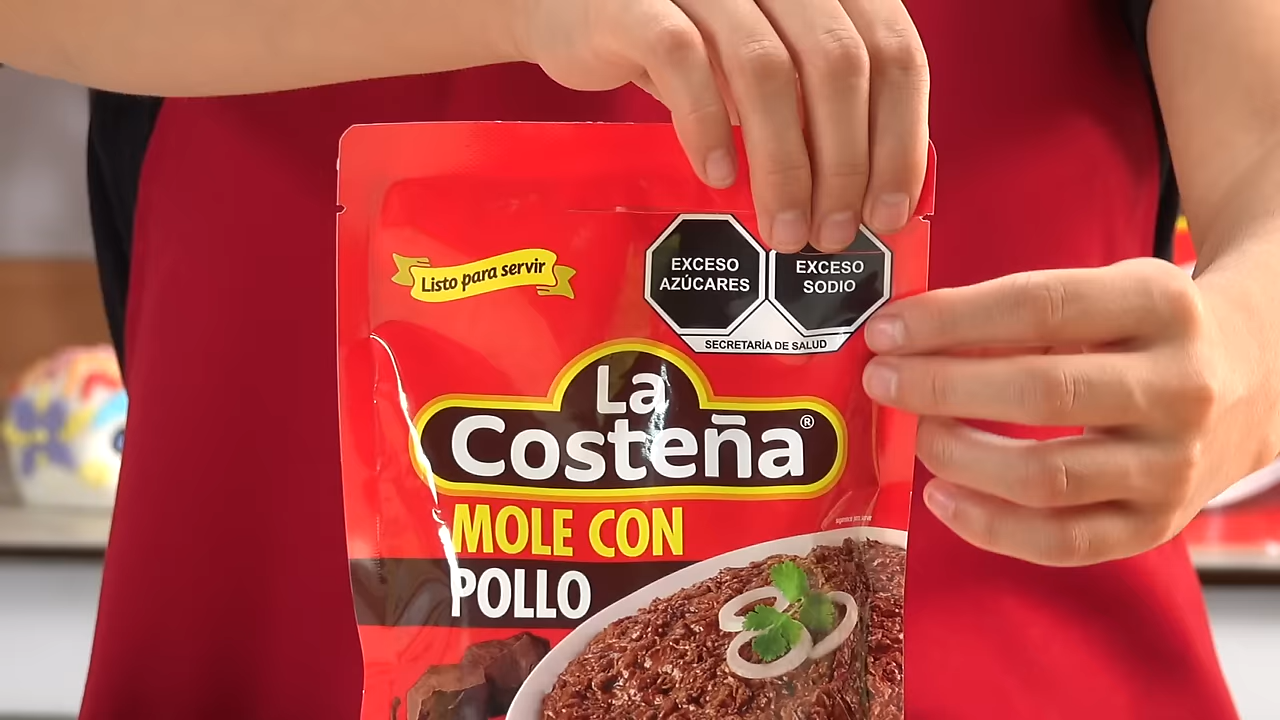 Listo para servir
EXCESO
AZÚCARES
EXCESO
SODIO
SECRETARÍA DE SALUD
La
Costeña®
MOLE CON
POLLO